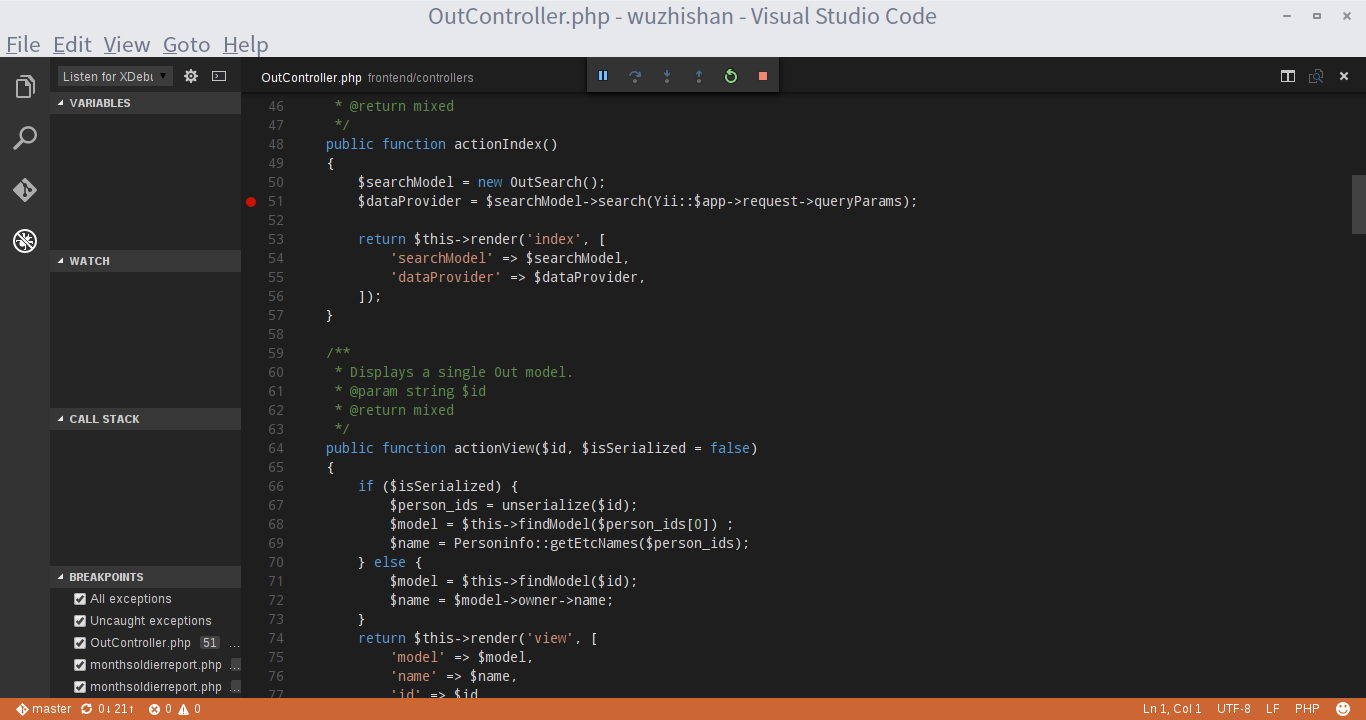 OutController.php - wuzhishan - Visual Studio Code
File Edit View Goto Help
Listen for XDebu
OutController.php frontend/controllers
VARIABLES
WATCH
CALL STACK
BREAKPOINTS
All exceptions
Uncaught exceptions
OutController.php 51 ...
monthsoldierreport.php ...
monthsoldierreport.php ...
46 * @return mixed
47 */
48 public function actionIndex()
49 {
50 $searchModel = new OutSearch();
51 $dataProvider = $searchModel->search(Yii::$app->request->queryParams);
52
53 return $this->render('index', [
54 'searchModel' => $searchModel,
55 'dataProvider' => $dataProvider,
56 ]);
57 }
58
59 /**
60 * Displays a single Out model.
61 * @param string $id
62 * @return mixed
63 */
64 public function actionView($id, $isSerialized = false)
65 {
66 if ($isSerialized) {
67 $person_ids = unserialize($id);
68 $model = $this->findModel($person_ids[0]) ;
69 $name = Personinfo::getEtcNames($person_ids);
70 } else {
71 $model = $this->findModel($id);
72 $name = $model->owner->name;
73 }
74 return $this->render('view', [
75 'model' => $model,
76 'name' => $name,
77 'id' => $id
master 0↓ 21↑ 0 0 Ln 1, Col 1 UTF-8 LF PHP